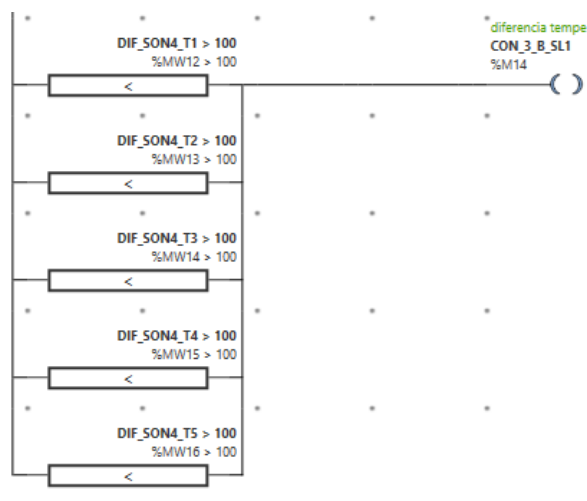 diferencia tempe
DIF_SON4_T1 > 100
CON_3_B_SL1
%MW12 > 100
%M14
<
DIF_SON4_T2 > 100
%MW13 > 100
<
DIF_SON4_T3 > 100
%MW14 > 100
<
DIF_SON4_T4 > 100
%MW15 > 100
<
DIF_SON4_T5 > 100
%MW16 > 100
<